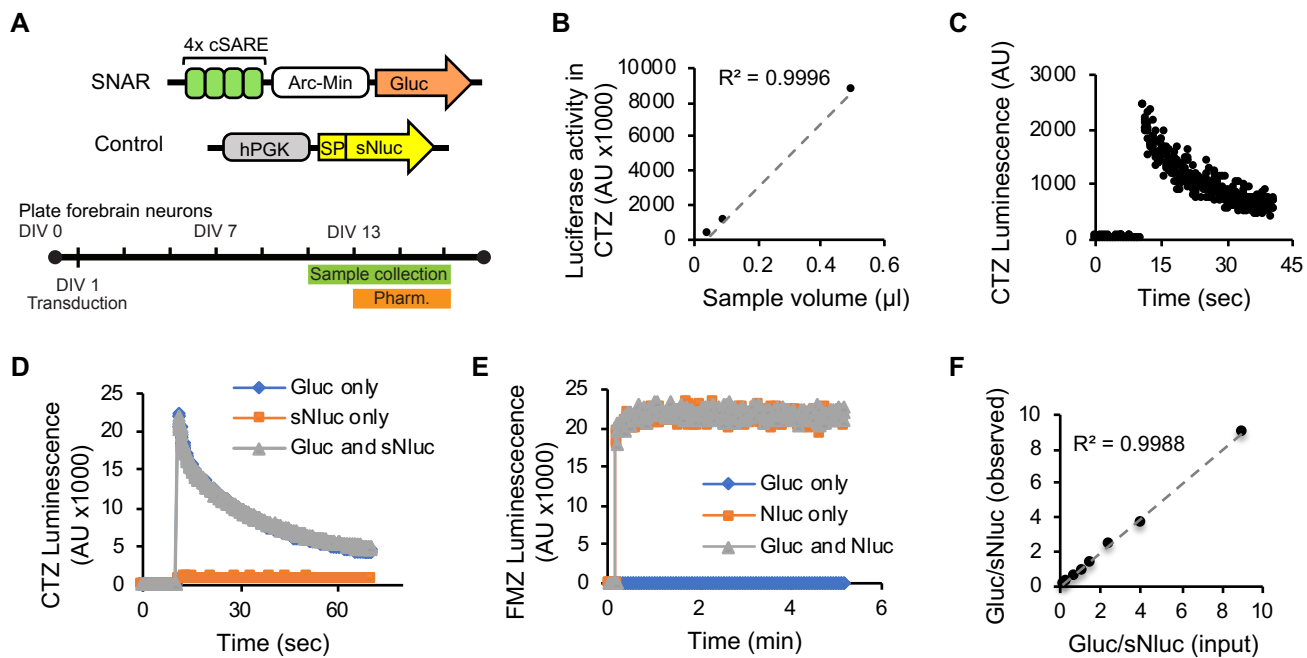 A
4x cSARE
SNAR
Arc-Min
Gluc
Control
hPGK
SP
sNluc
Plate forebrain neurons
DIV 0
DIV 7
DIV 13
DIV 1
Transduction
Sample collection
Pharm.
B
R² = 0.9996
Luciferase activity in
CTZ (AU x1000)
10000
8000
6000
4000
2000
0
0
0.2
0.4
0.6
Sample volume (µl)
C
CTZ Luminescence (AU)
3000
2000
1000
0
0
15
30
45
Time (sec)
D
CTZ Luminescence
(AU x1000)
25
20
15
10
5
0
Gluc only
sNluc only
Gluc and sNluc
0
30
60
Time (sec)
E
FMZ Luminescecence
(AU x1000)
25
20
15
10
5
0
Gluc only
Nluc only
Gluc and Nluc
0
2
4
6
Time (min)
F
Gluc/sNluc (observed)
10
8
6
4
2
0
R² = 0.9988
0
2
4
6
8
10
Gluc/sNluc (input)